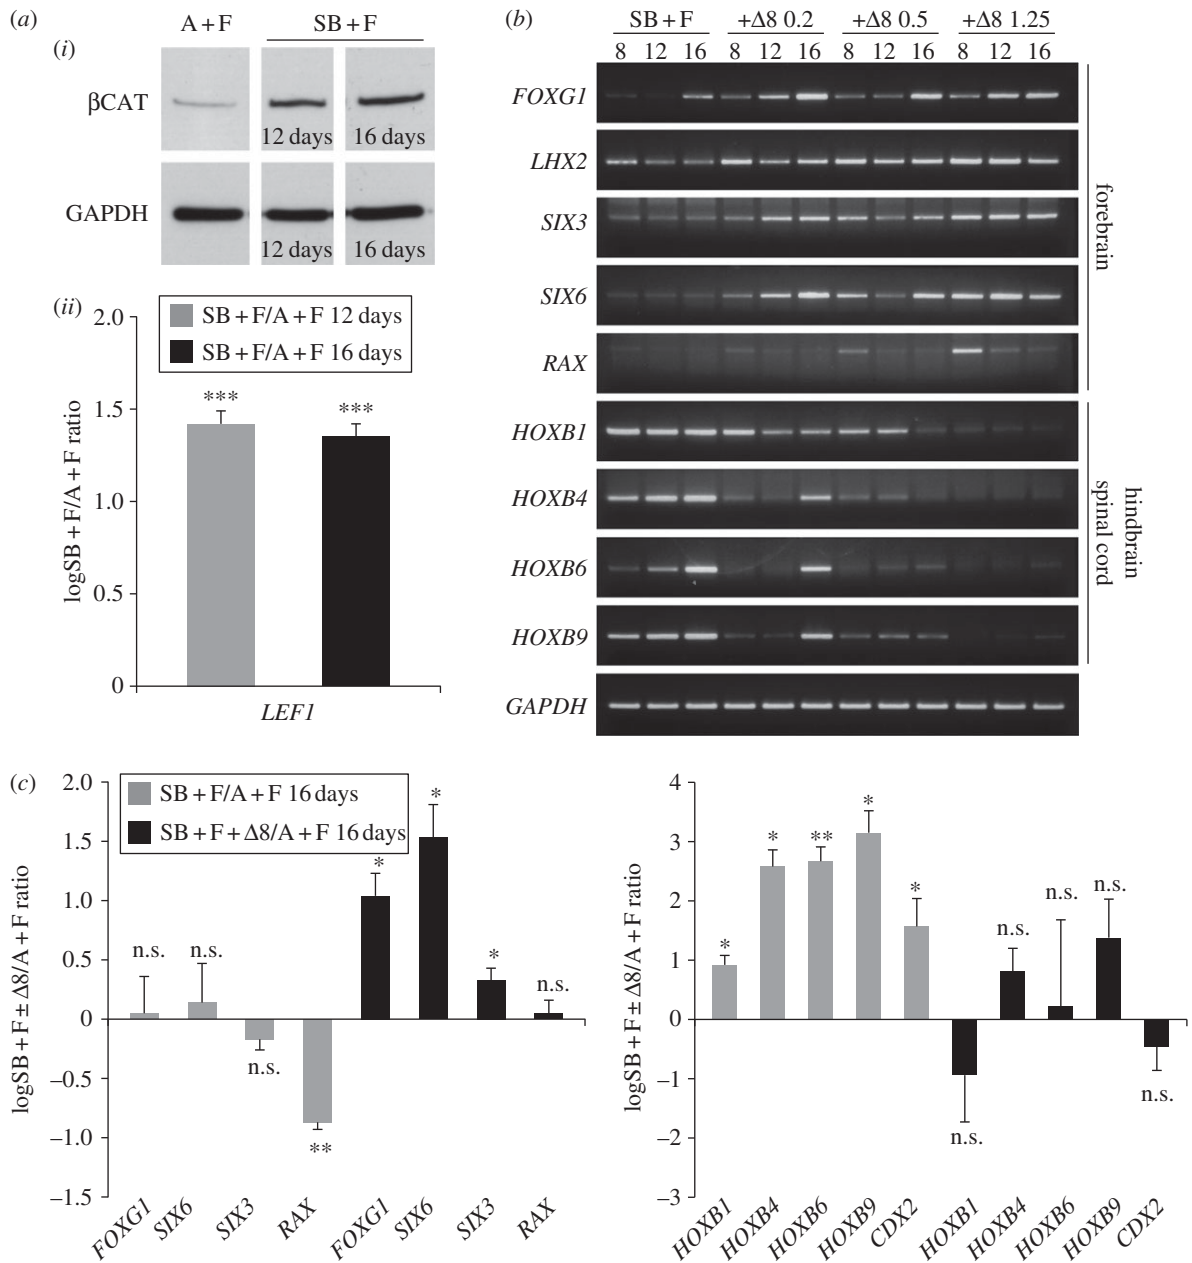 (a)
A + F
SB + F
(i)
βCAT
12 days
16 days
GAPDH
12 days
16 days
(ii)
SB + F/A + F 12 days
SB + F/A + F 16 days
logSB + F/A + F ratio
2.0
1.5
1.0
0.5
0
***
***
LEF1
(b)
SB + F
+Δ8 0.2
+Δ8 0.5
+Δ8 1.25
8 12 16 8 12 16 8 12 16 8 12 16
FOXG1
LHX2
SIX3
SIX6
RAX
HOXB1
HOXB4
HOXB6
HOXB9
GAPDH
forebrain
hindbrain
spinal cord
(c)
SB + F/A + F 16 days
SB + F + Δ8/A + F 16 days
logSB + F ± Δ8/A + F ratio
2.0
1.5
1.0
0.5
0
–0.5
–1.0
–1.5
n.s.
n.s.
n.s.
**
*
*
*
n.s.
FOXG1
SIX6
SIX3
RAX
FOXG1
SIX6
SIX3
RAX
logSB + F ± Δ8/A + F ratio
4
3
2
1
0
–1
–2
–3
*
*
**
*
*
n.s.
n.s.
n.s.
n.s.
n.s.
HOXB1
HOXB4
HOXB6
HOXB9
CDX2
HOXB1
HOXB4
HOXB6
HOXB9
CDX2